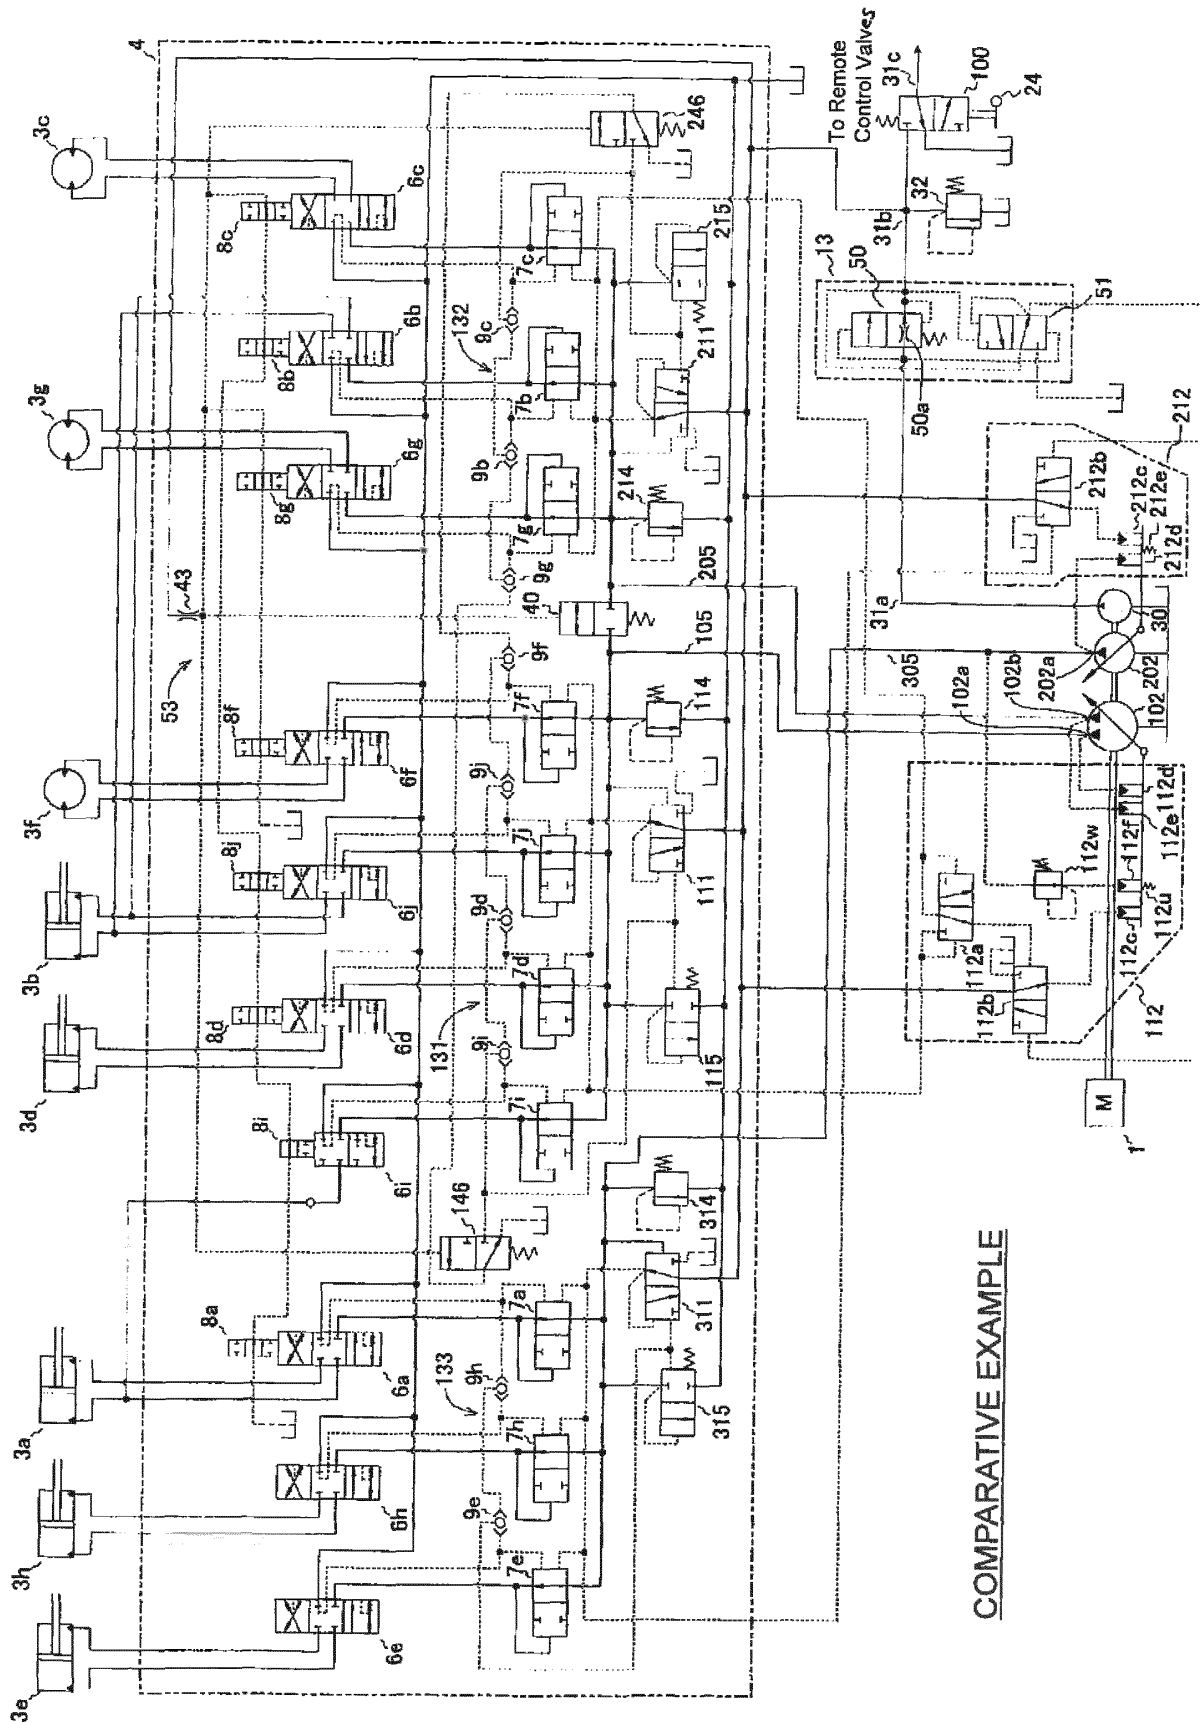 3e
3h
3a
3d
3b
3f
3g
3c
4
53
43
8a
8i
8d
8j
8f
8g
8b
8c
6e
6h
6a
6i
6d
6j
6f
6g
6b
6c
146
246
133
131
132
9e
9h
9i
9d
9j
9f
9g
9b
9c
40
7e
7h
7a
7i
7d
7j
7f
7g
7b
7c
315
311
314
115
111
114
214
211
215
105
205
305
To Remote
Control Valves
31c
100
24
32
31b
13
50
50a
51
31a
212
212b
212c
212e
212d
30
202
202a
102b
102a
102
112d
112e
112f
112w
112u
112c
112a
112b
112
M
1
COMPARATIVE EXAMPLE